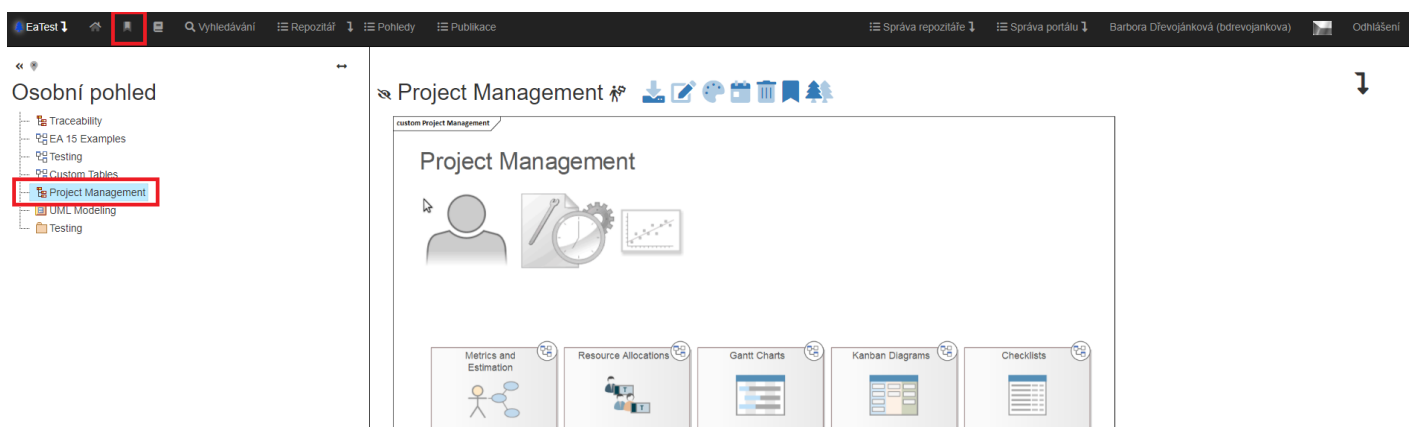 EaTest Vyhledávání Repozitář Pohledy Publikace Správa repozitáře Správa portálu Barbora Dřevojánková (bdrevojankova) Odhlášení
Osobní pohled
Traceability
EA 15 Examples
Testing
Custom Tables
Project Management
UML Modeling
Testing
Project Management
custom Project Management
Project Management
Metrics and
Estimation
Resource Allocations
Gantt Charts
Kanban Diagrams
Checklists